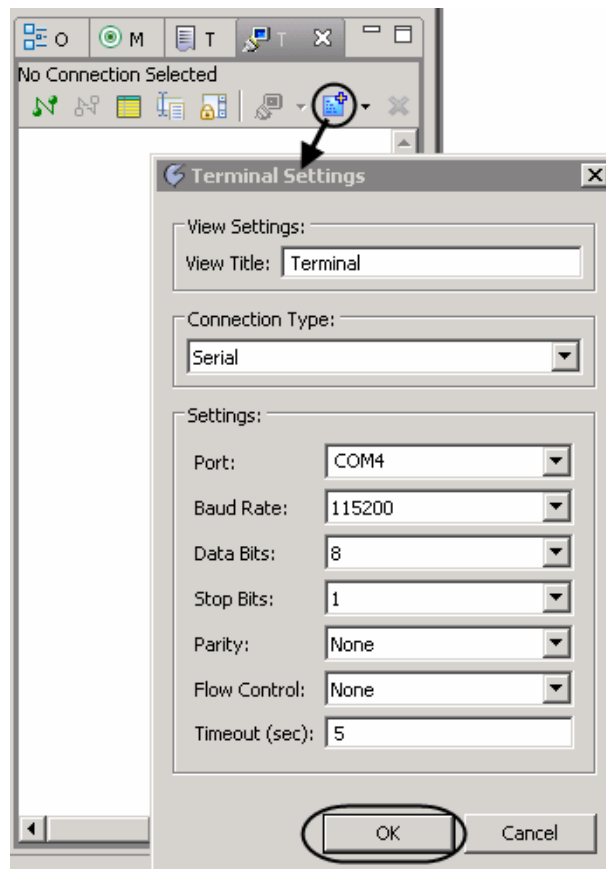 O M T T
No Connection Selected
Terminal Settings
View Settings:
View Title: Terminal
Connection Type:
Serial
Settings:
Port: COM4
Baud Rate: 115200
Data Bits: 8
Stop Bits: 1
Parity: None
Flow Control: None
Timeout (sec): 5
OK Cancel